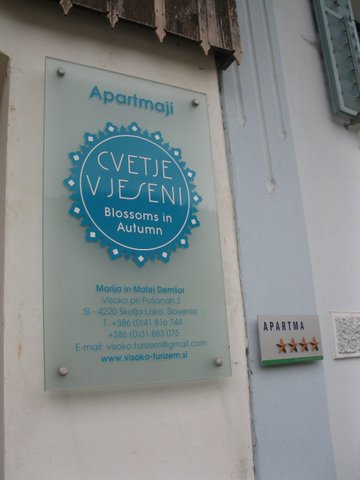 Apartmaji
CVETJE
V JESENI
Blossoms in
Autumn
Marija in Matej Demšar
Visoko pri Poljanah 2
SI - 4220 Škofja Loka, Slovenia
T: +386 (0)41 816 744
+386 (0)31 883 075
E-mail: visoko.turizem@gmail.com
www.visoko-turizem.si
APARTMA